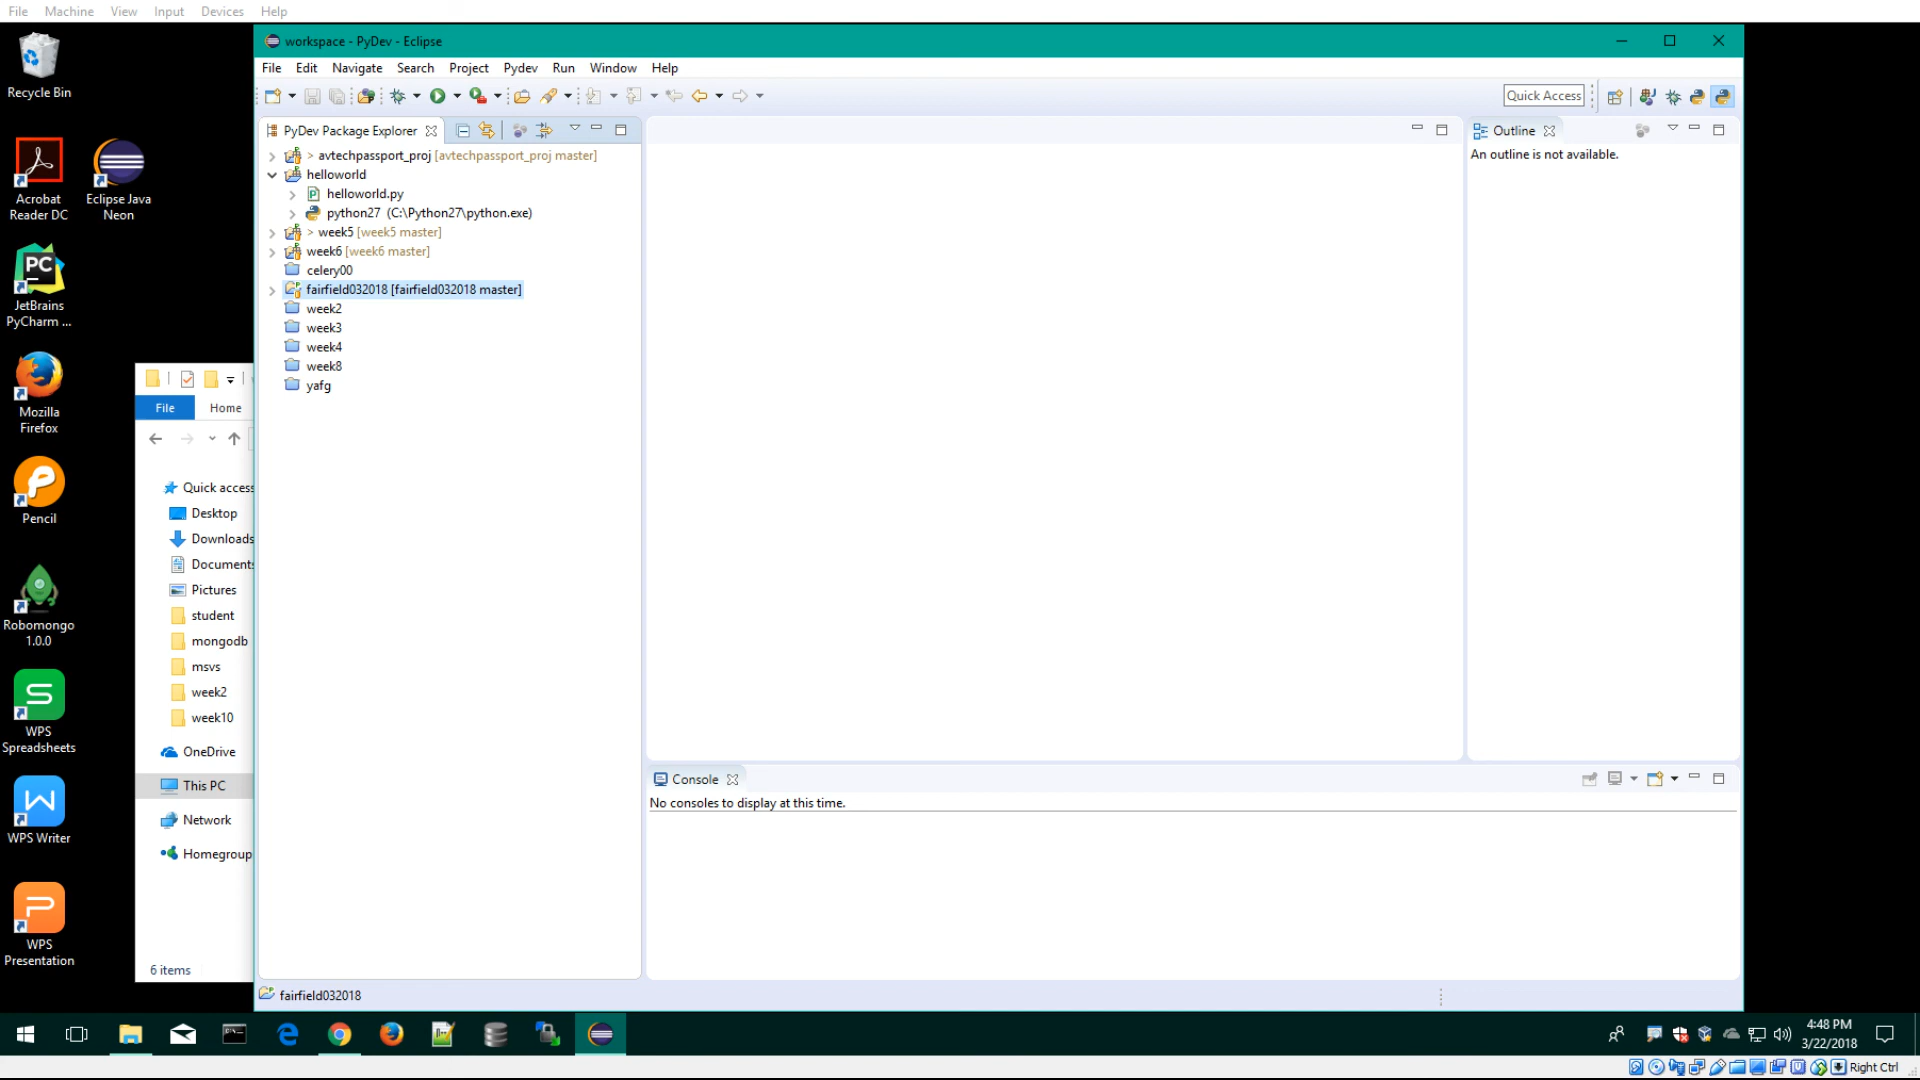 File Machine View Input Devices Help
workspace - PyDev - Eclipse
File Edit Navigate Search Project Pydev Run Window Help
Quick Access
PyDev Package Explorer
> avtechpassport_proj [avtechpassport_proj master]
helloworld
helloworld.py
python27 (C:\Python27\python.exe)
> week5 [week5 master]
week6 [week6 master]
celery00
fairfield032018 [fairfield032018 master]
week2
week3
week4
week8
yafg
Outline
An outline is not available.
Console
No consoles to display at this time.
fairfield032018
Recycle Bin
Acrobat
Reader DC
Eclipse Java
Neon
JetBrains
PyCharm ...
Mozilla
Firefox
Pencil
Robomongo
1.0.0
WPS
Spreadsheets
WPS Writer
WPS
Presentation
File Home
Quick access
Desktop
Downloads
Documents
Pictures
student
mongodb
msvs
week2
week10
OneDrive
This PC
Network
Homegroup
6 items
4:48 PM
3/22/2018
Right Ctrl